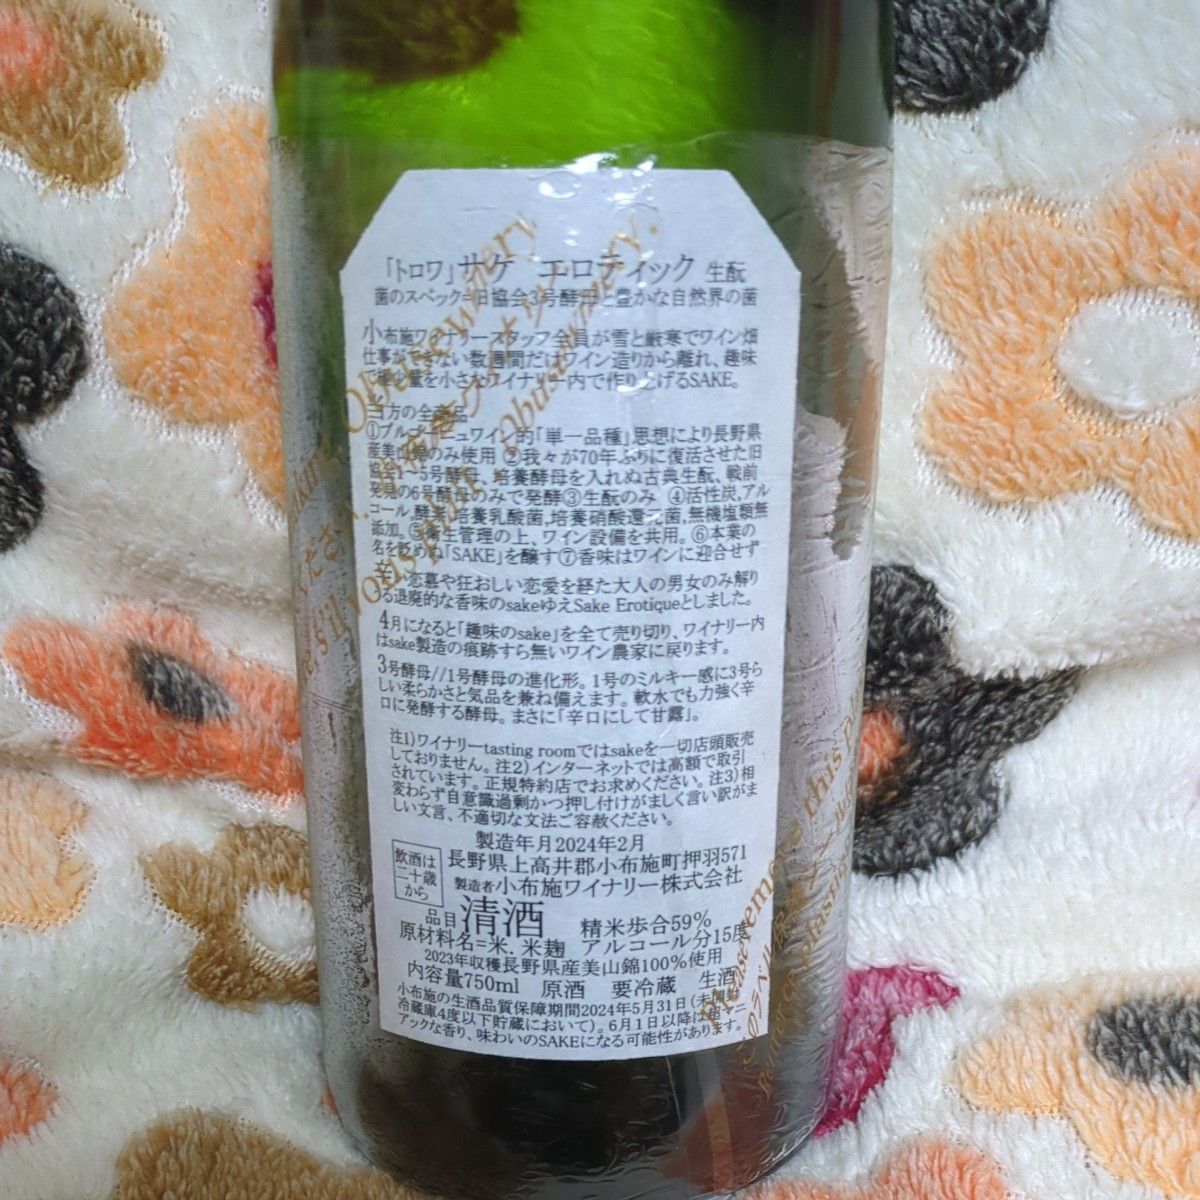 「トロワ」サケ エロティック 生酛
菌のスペック=旧協会3号酵母と豊かな自然界の菌
小布施ワイナリースタッフ全員が雪と厳寒でワイン畑
仕事ができない数週間だけワイン造りから離れ、趣味
で極少量を小さなワイナリー内で作り上げるSAKE。
当方の全商品
①ブルゴーニュワイン的「単一品種」思想により長野県
産美山錦のみ使用 ②我々が70年ぶりに復活させた旧
協会1〜5号酵母、培養酵母を入れぬ古典生酛、戦前
発見の6号酵母のみで発酵③生酛のみ ④活性炭,アル
コール,酵素,培養乳酸菌,培養硝酸還元菌,無機塩類無
添加。⑤衛生管理の上、ワイン設備を共用。⑥本業の
名を貶めぬ「SAKE」を醸す⑦香味はワインに迎合せず
辛い恋慕や狂おしい恋愛を経た大人の男女のみ解り
る退廃的な香味のsakeゆえSake Erotiqueとしました。
4月になると「趣味のsake」を全て売り切り、ワイナリー内
はsake製造の痕跡すら無いワイン農家に戻ります。
3号酵母//1号酵母の進化形。1号のミルキー感に3号ら
しい柔らかさと気品を兼ね備えます。軟水でも力強く辛
口に発酵する酵母。まさに「辛口にして甘露」。
注1)ワイナリーtasting roomではsakeを一切店頭販売
しておりません。注2)インターネットでは高額で取引
されています。正規特約店でお求めください。注3)相
変わらず自意識過剰かつ押し付けがましく言い訳がま
しい文言、不適切な文法ご容赦ください。
製造年月2024年2月
飲酒は
二十歳
から
長野県上高井郡小布施町押羽571
製造者小布施ワイナリー株式会社
品目清酒 精米歩合59%
原材料名=米.米麹 アルコール分15度
2023年収穫長野県産美山錦100%使用
内容量750ml 原酒 要冷蔵 生酒
小布施の生酒品質保障期間2024年5月31日(未開封
冷蔵庫4度以下貯蔵において)。6月1日以降は超マニ
アックな香り、味わいのSAKEになる可能性があります。